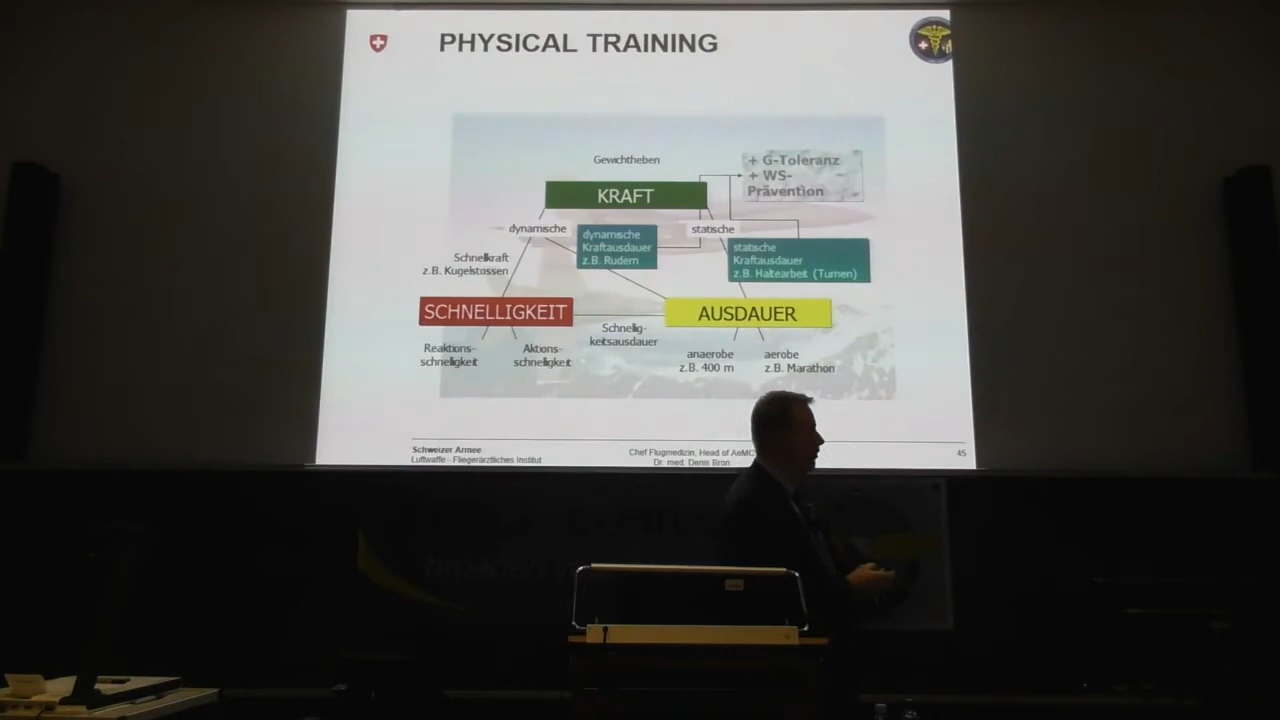 PHYSICAL TRAINING
Gewichtheben
+ G-Toleranz
+ WS-
Prävention
KRAFT
dynamische
dynamische
Kraftausdauer
z.B. Rudern
statische
statische
Kraftausdauer
z.B. Haltearbeit (Turnen)
Schnellkraft
z.B. Kugelstossen
SCHNELLIGKEIT
AUSDAUER
Schnellig-
keitsausdauer
Reaktions-
schnelligkeit
Aktions-
schnelligkeit
anaerobe
z.B. 400 m
aerobe
z.B. Marathon
Schweizer Armee
Luftwaffe - Fliegerärztliches Institut
Chef Flugmedizin, Head of AeMC
Dr. med. Denis Bron
45